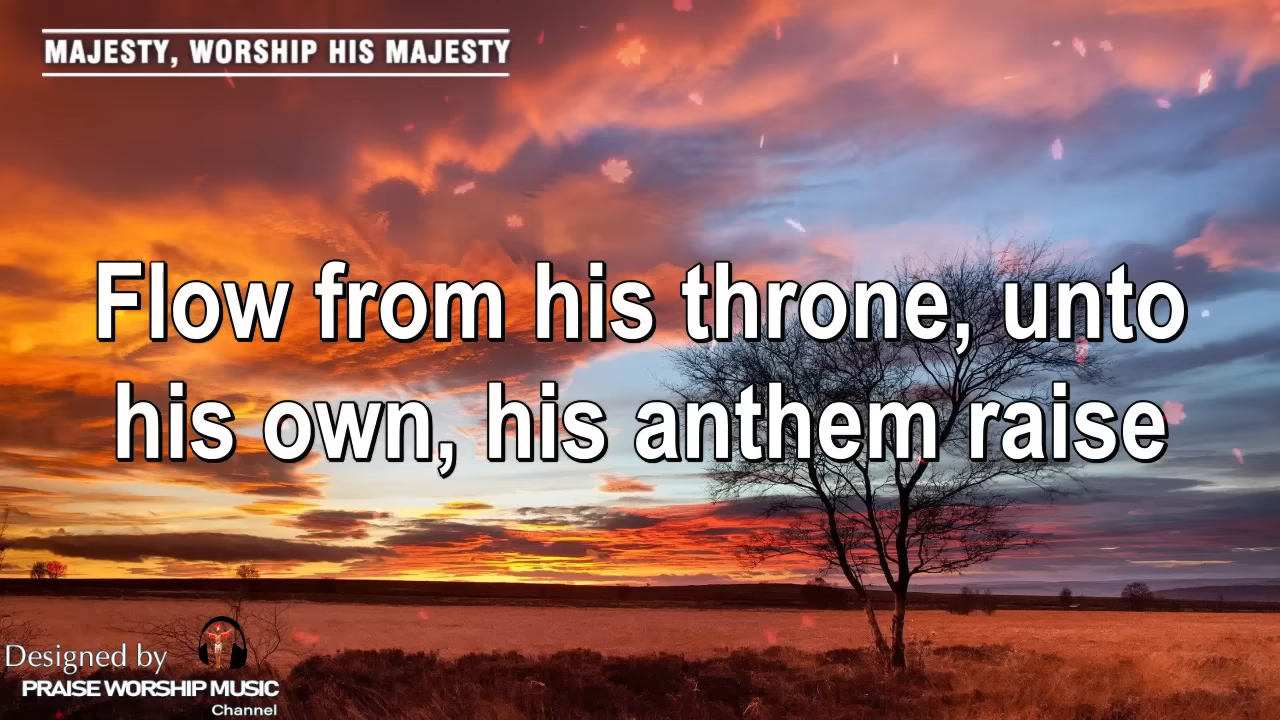 MAJESTY, WORSHIP HIS MAJESTY
Flow from his throne, unto
his own, his anthem raise
Designed by
PRAISE WORSHIP MUSIC
Channel